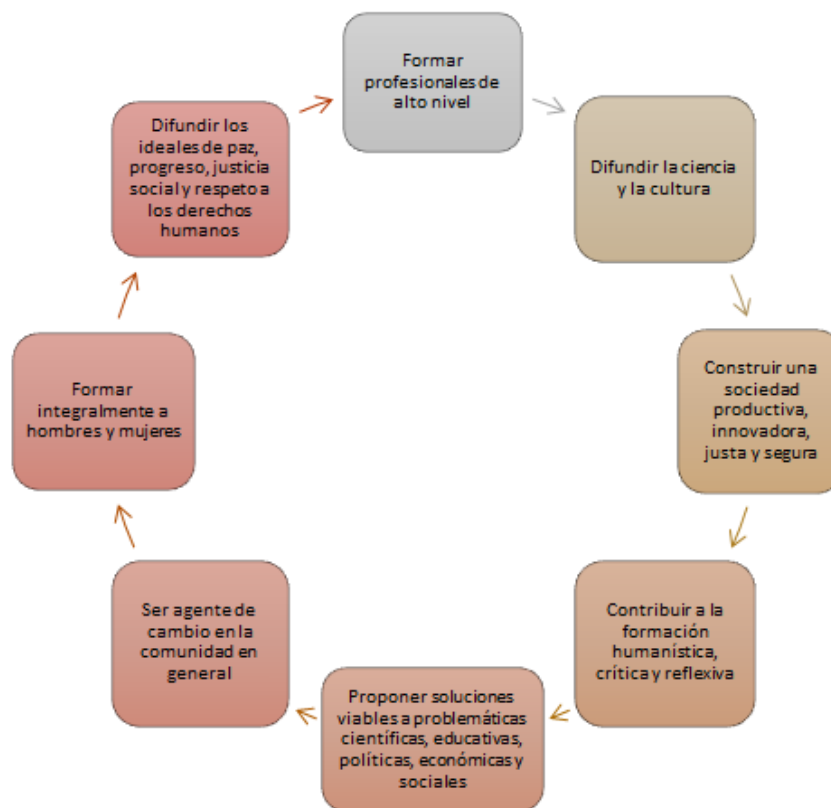 Formar
profesionales de
alto nivel
Difundir la ciencia
y la cultura
Construir una
sociedad
productiva,
innovadora,
justa y segura
Contribuir a la
formación
humanística,
crítica y reflexiva
Proponer soluciones
viables a problemáticas
científicas, educativas,
políticas, económicas y
sociales
Ser agente de
cambio en la
comunidad en
general
Formar
integralmente a
hombres y mujeres
Difundir los
ideales de paz,
progreso, justicia
social y respeto a
los derechos
humanos